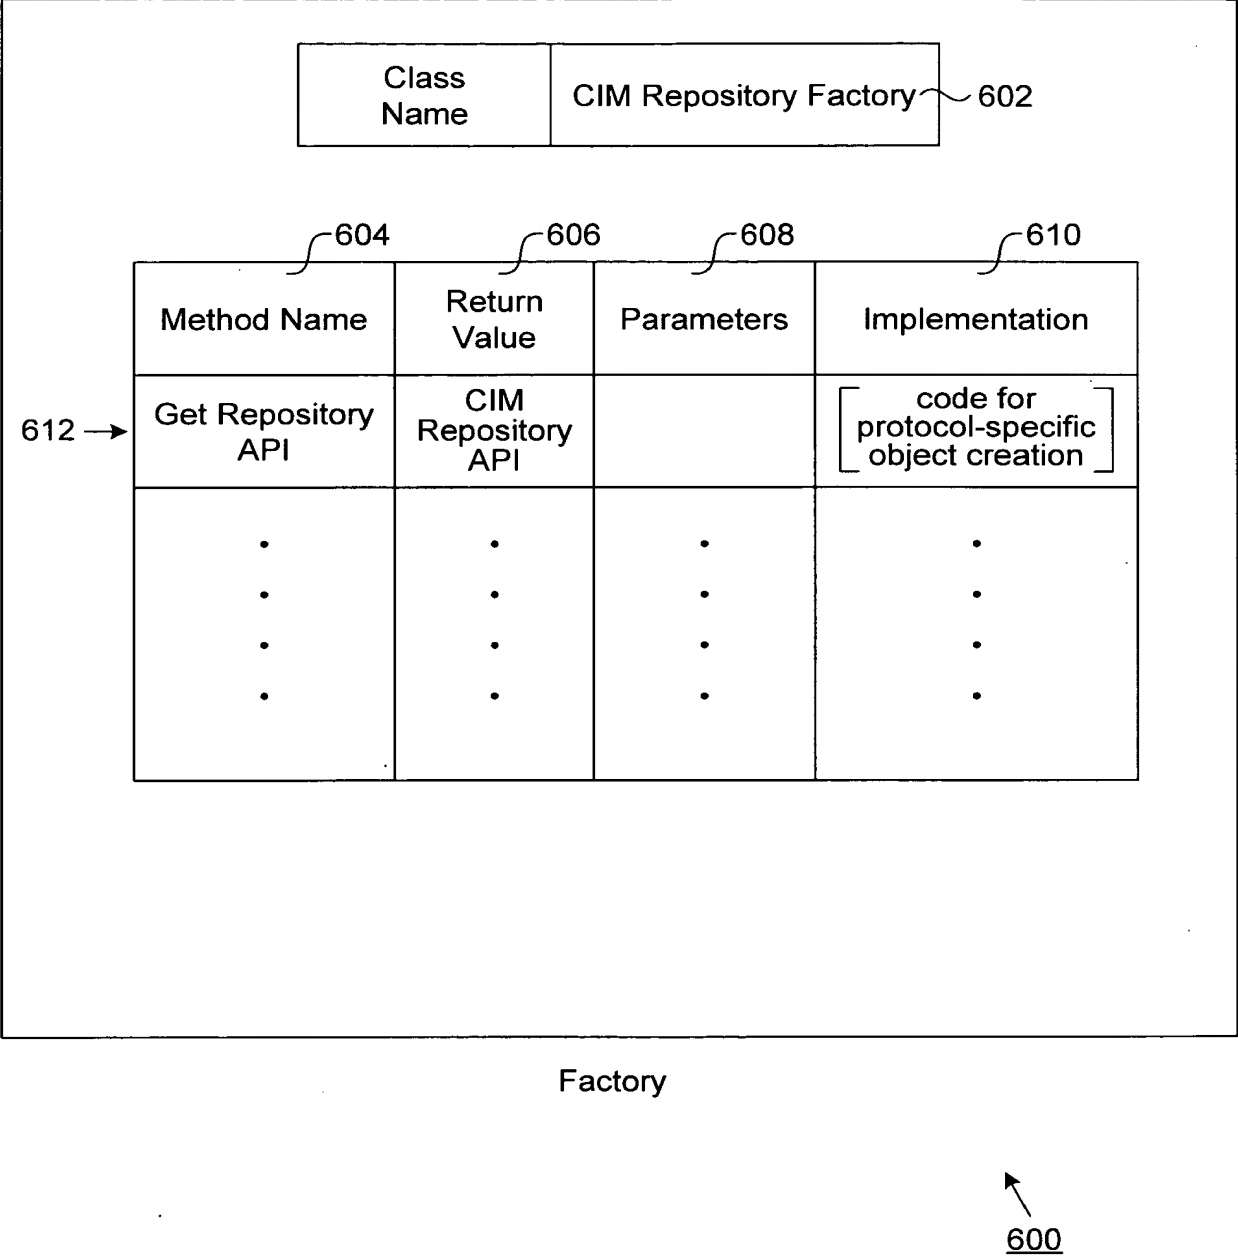 Class
Name
CIM Repository Factory
602
604
606
608
610
Method Name
Return
Value
Parameters
Implementation
612
Get Repository
API
CIM
Repository
API
code for
protocol-specific
object creation
Factory
600